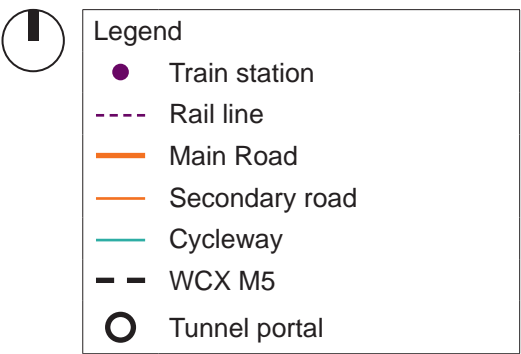 Legend
Train station
Rail line
Main Road
Secondary road
Cycleway
WCX M5
Tunnel portal